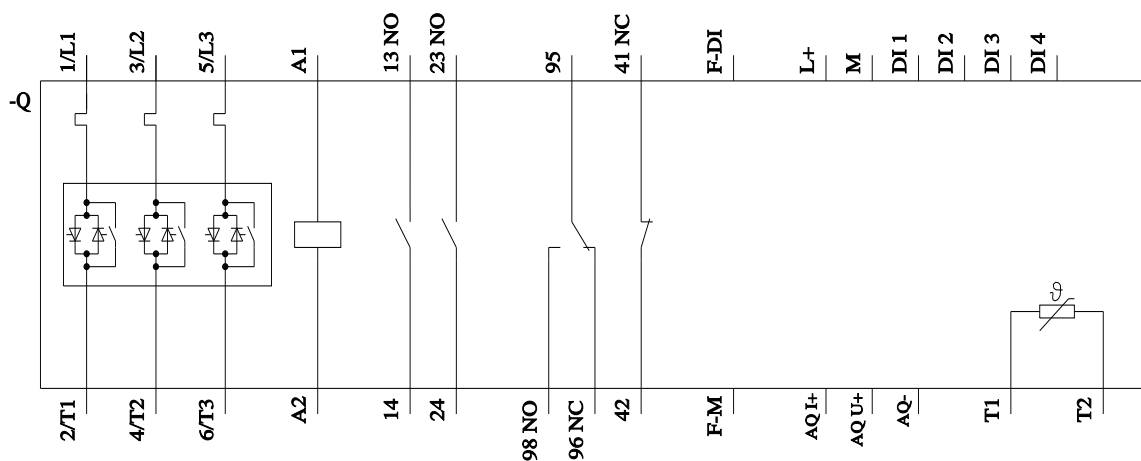 1/L1
3/L2
5/L3
A1
13 NO
23 NO
95
41 NC
F-DI
L+
M
DI 1
DI 2
DI 3
DI 4
-Q
ϑ
2/T1
4/T2
6/T3
A2
14
24
98 NO
96 NC
42
F-M
AQ I+
AQ U+
AQ-
T1
T2